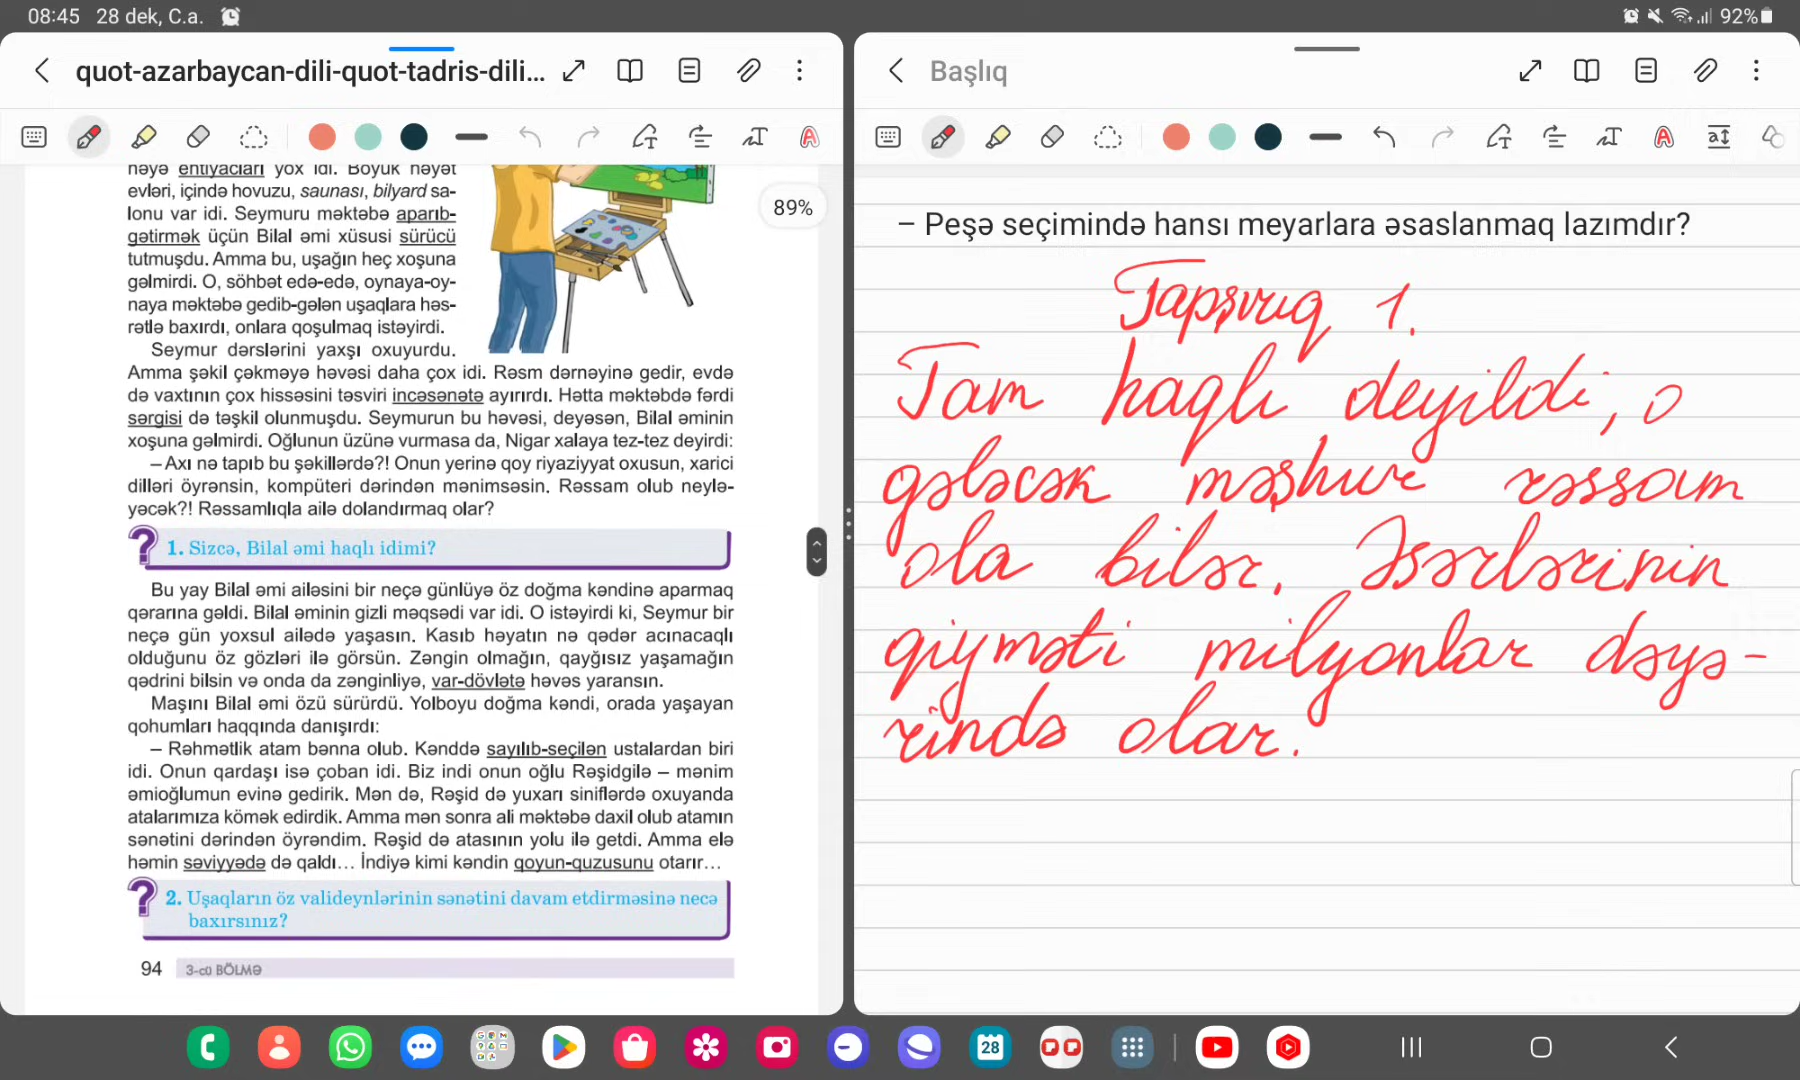 08:45 28 dek, C.a.
92%
quot-azarbaycan-dili-quot-tadris-dili...
Başlıq
89%
nəyə ehtiyacları yox idi. Böyük həyət
evləri, içində hovuzu, saunası, bilyard sa-
lonu var idi. Seymuru məktəbə aparıb-
gətirmək üçün Bilal əmi xüsusi sürücü
tutmuşdu. Amma bu, uşağın heç xoşuna
gəlmirdi. O, söhbət edə-edə, oynaya-oy-
naya məktəbə gedib-gələn uşaqlara həs-
rətlə baxırdı, onlara qoşulmaq istəyirdi.
Seymur dərslərini yaxşı oxuyurdu.
Amma şəkil çəkməyə həvəsi daha çox idi. Rəsm dərnəyinə gedir, evdə
də vaxtının çox hissəsini təsviri incəsənətə ayırırdı. Hətta məktəbdə fərdi
sərgisi də təşkil olunmuşdu. Seymurun bu həvəsi, deyəsən, Bilal əminin
xoşuna gəlmirdi. Oğlunun üzünə vurmasa da, Nigar xalaya tez-tez deyirdi:
– Axı nə tapıb bu şəkillərdə?! Onun yerinə qoy riyaziyyat oxusun, xarici
dilləri öyrənsin, kompüteri dərindən mənimsəsin. Rəssam olub neylə-
yəcək?! Rəssamlıqla ailə dolandırmaq olar?
1. Sizcə, Bilal əmi haqlı idimi?
Bu yay Bilal əmi ailəsini bir neçə günlüyə öz doğma kəndinə aparmaq
qərarına gəldi. Bilal əminin gizli məqsədi var idi. O istəyirdi ki, Seymur bir
neçə gün yoxsul ailədə yaşasın. Kasıb həyatın nə qədər acınacaqlı
olduğunu öz gözləri ilə görsün. Zəngin olmağın, qayğısız yaşamağın
qədrini bilsin və onda da zənginliyə, var-dövlətə həvəs yaransın.
Maşını Bilal əmi özü sürürdü. Yolboyu doğma kəndi, orada yaşayan
qohumları haqqında danışırdı:
– Rəhmətlik atam bənna olub. Kənddə sayılıb-seçilən ustalardan biri
idi. Onun qardaşı isə çoban idi. Biz indi onun oğlu Rəşidgilə – mənim
əmioğlumun evinə gedirik. Mən də, Rəşid də yuxarı siniflərdə oxuyanda
atalarımıza kömək edirdik. Amma mən sonra ali məktəbə daxil olub atamın
sənətini dərindən öyrəndim. Rəşid də atasının yolu ilə getdi. Amma elə
həmin səviyyədə də qaldı... İndiyə kimi kəndin qoyun-quzusunu otarır...
2. Uşaqların öz valideynlərinin sənətini davam etdirməsinə necə
baxırsınız?
94 3-cü BÖLMƏ
– Peşə seçimində hansı meyarlara əsaslanmaq lazımdır?
Tapşırıq 1.
Tam haqlı deyildi, o
gələcək məşhur rəssam
ola bilər. Əsərlərinin
qiyməti milyonlar dəyə-
rində olar.
28